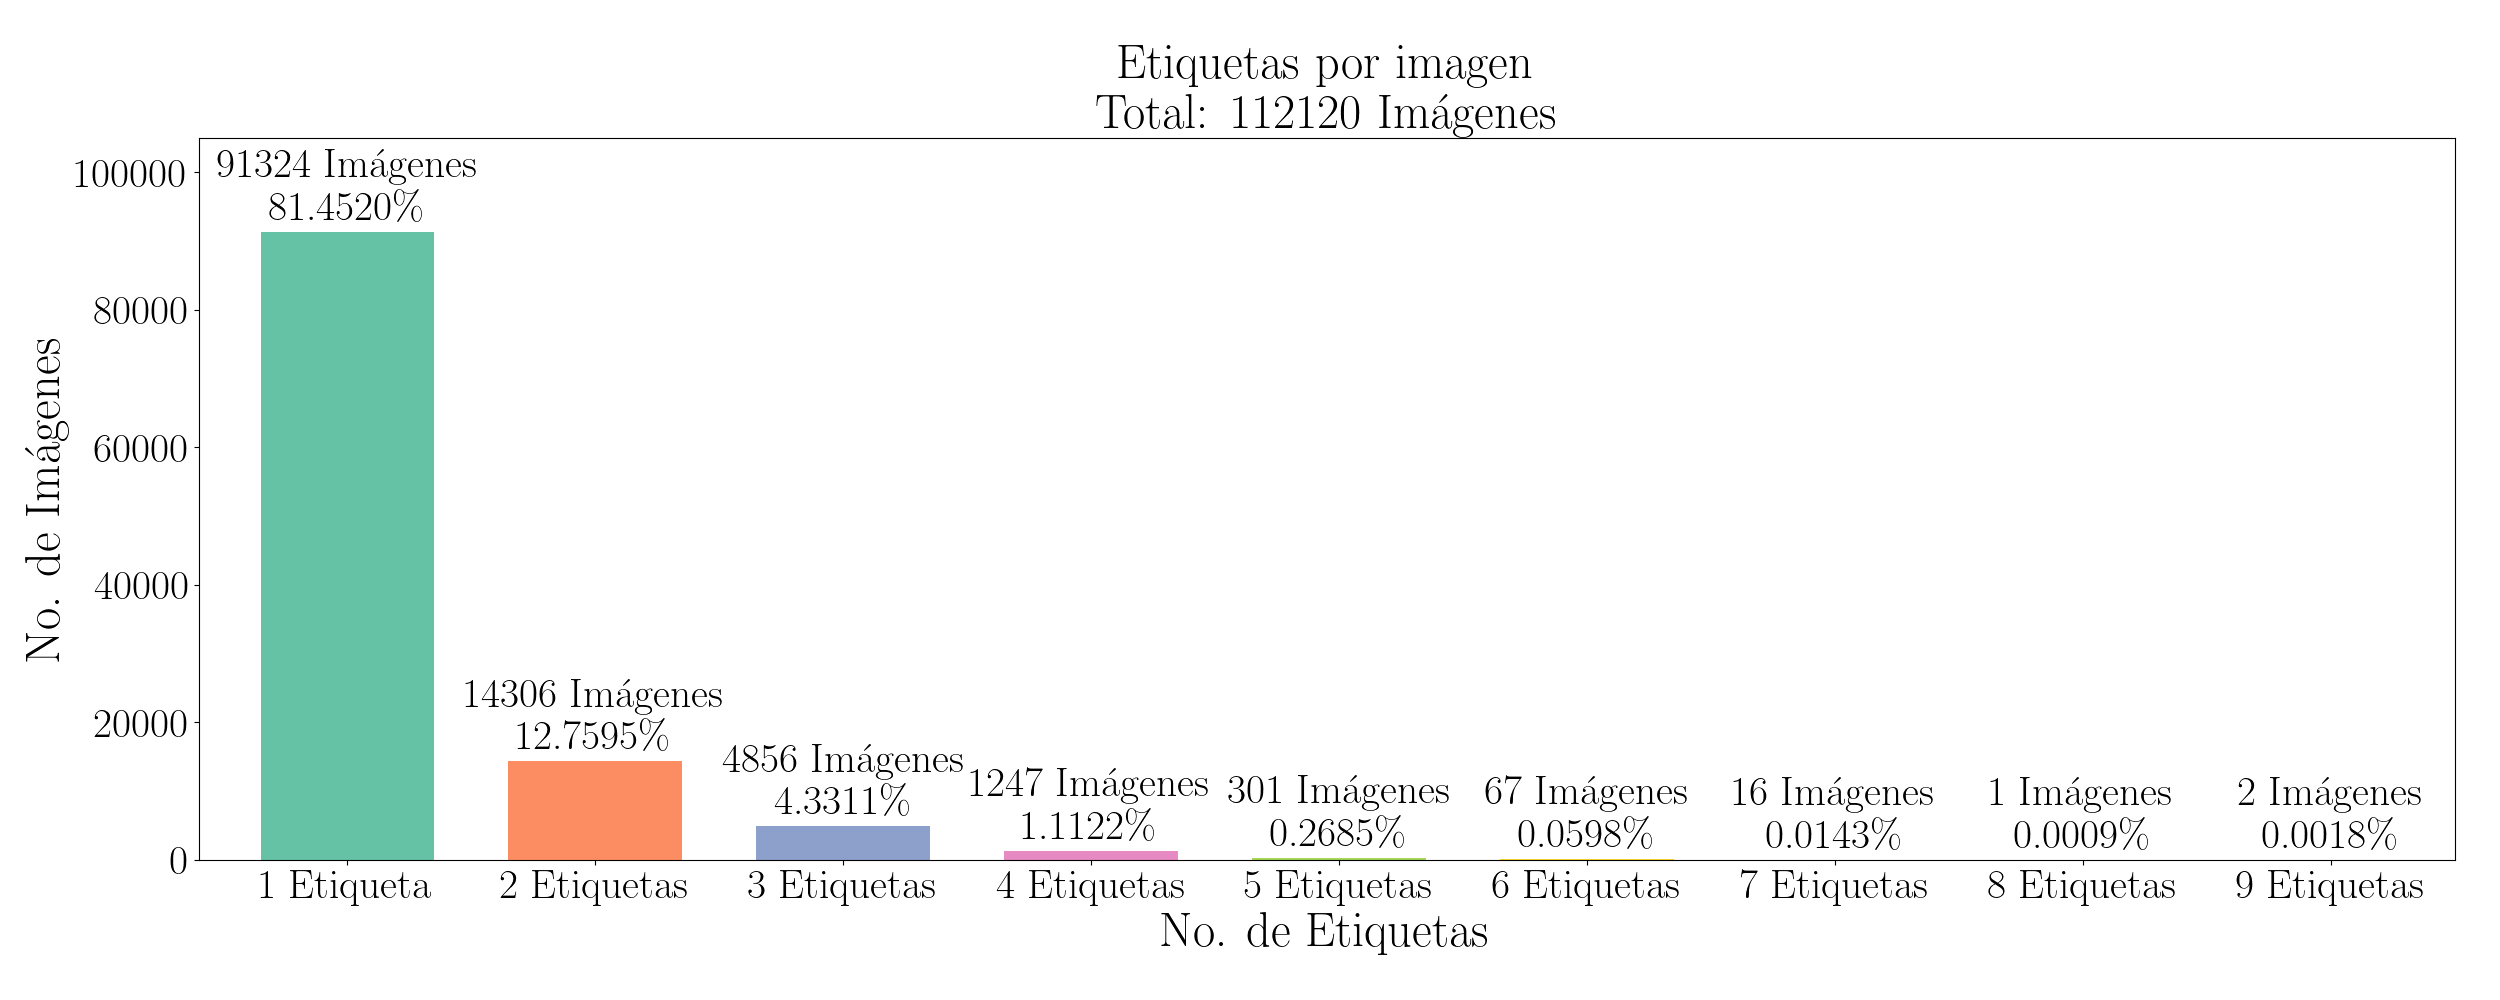 Etiquetas por imagen
Total: 112120 Imágenes
No. de Imágenes
100000
80000
60000
40000
20000
0
91324 Imágenes
81.4520%
14306 Imágenes
12.7595%
4856 Imágenes
4.3311%
1247 Imágenes
1.1122%
301 Imágenes
0.2685%
67 Imágenes
0.0598%
16 Imágenes
0.0143%
1 Imágenes
0.0009%
2 Imágenes
0.0018%
1 Etiqueta
2 Etiquetas
3 Etiquetas
4 Etiquetas
5 Etiquetas
6 Etiquetas
7 Etiquetas
8 Etiquetas
9 Etiquetas
No. de Etiquetas